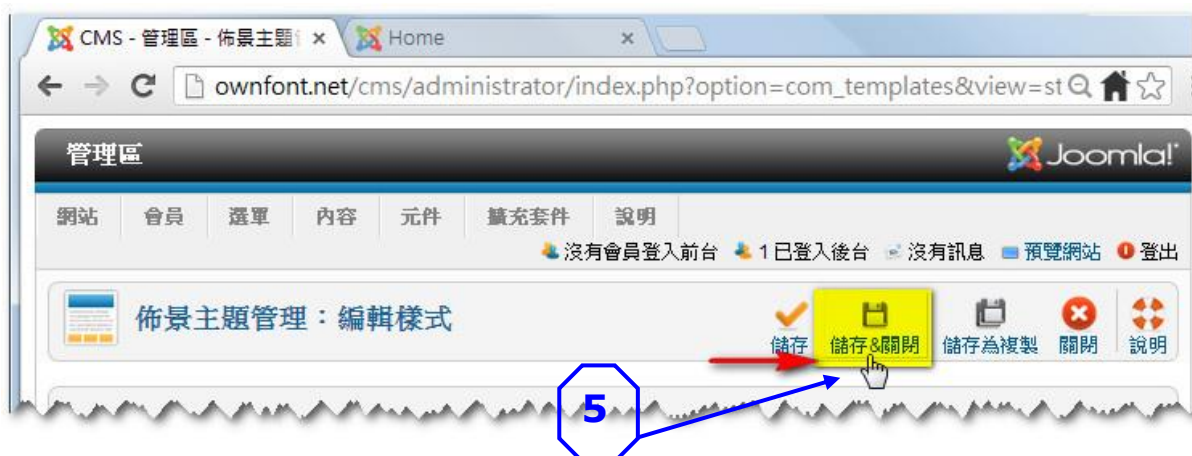 CMS - 管理區 - 佈景主題
Home
ownfont.net/cms/administrator/index.php?option=com_templates&view=st
管理區
Joomla!
網站 會員 選單 內容 元件 擴充套件 說明
沒有會員登入前台 1 已登入後台 沒有訊息 預覽網站 登出
佈景主題管理：編輯樣式
儲存 儲存&關閉 儲存為複製 關閉 說明
5